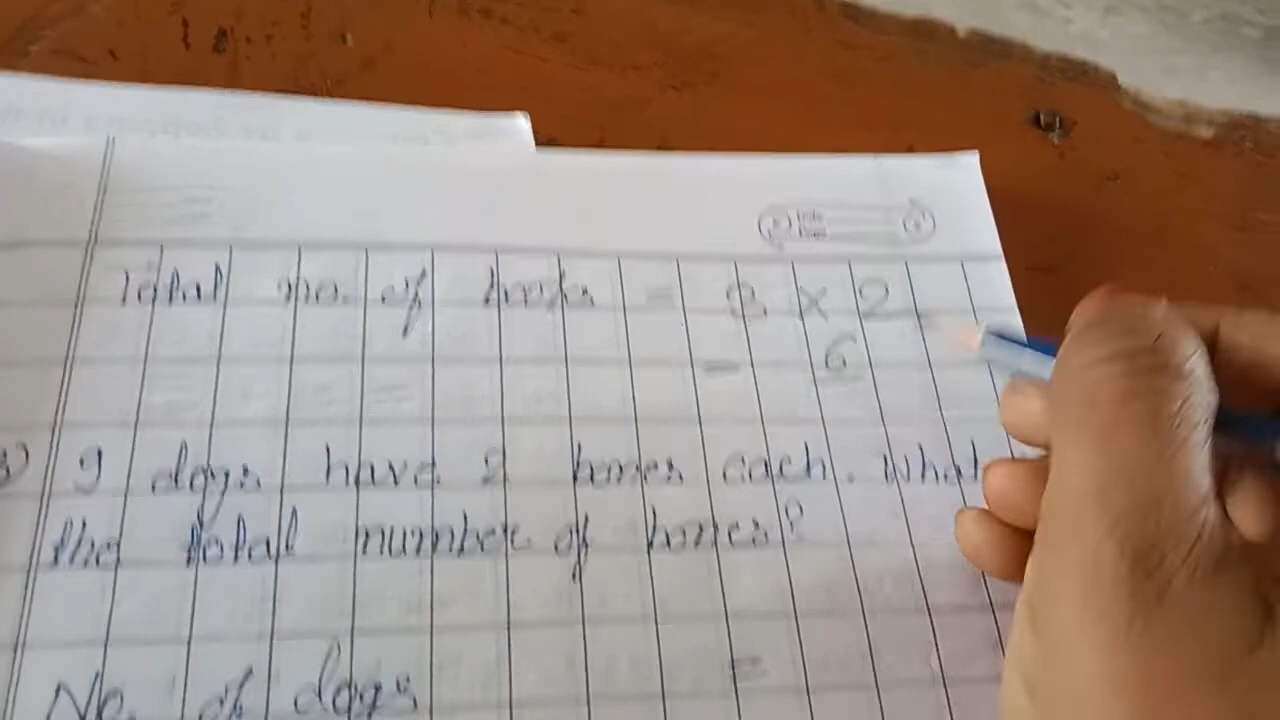 Total no. of books = 3 x 2
= 6
3) 9 dogs have 2 bones each. What
the total number of bones?
No. of dogs =